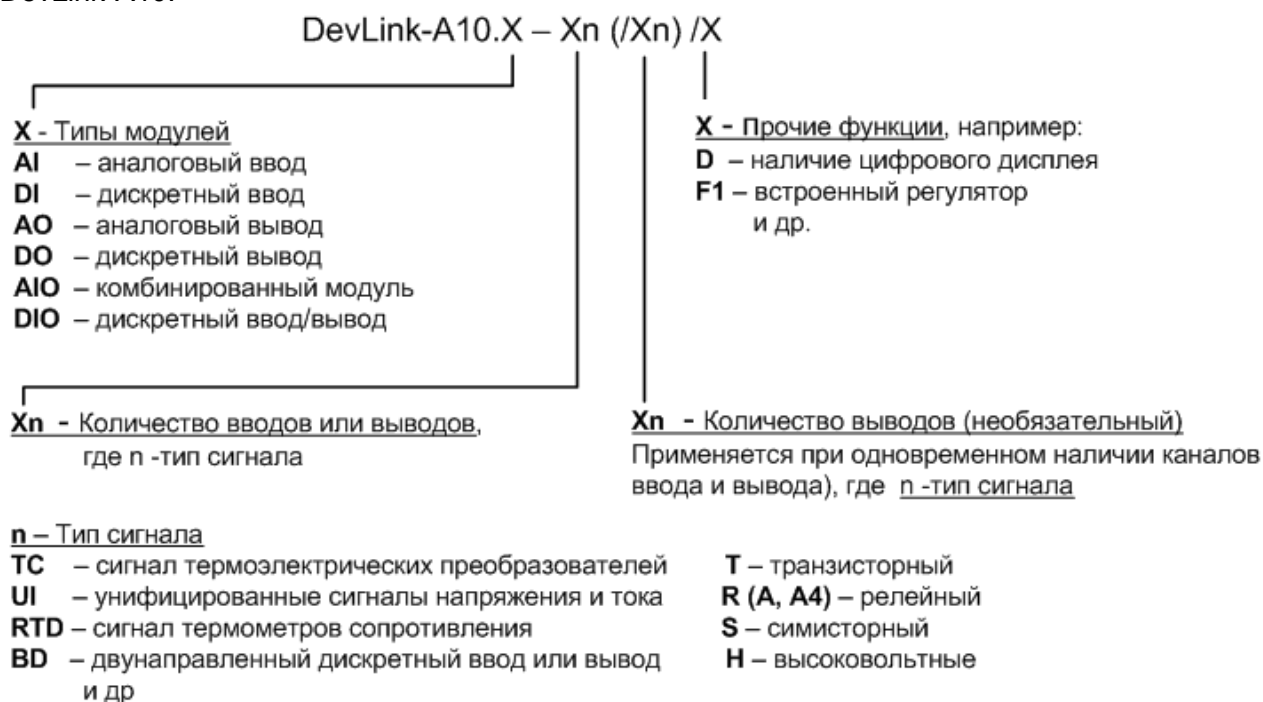 DevLink-A10.X – Xn (/Xn) /X
X - Типы модулей
AI – аналоговый ввод
DI – дискретный ввод
AO – аналоговый вывод
DO – дискретный вывод
AIO – комбинированный модуль
DIO – дискретный ввод/вывод
X – Прочие функции, например:
D – наличие цифрового дисплея
F1 – встроенный регулятор
и др.
Xn - Количество вводов или выводов,
где n -тип сигнала
Xn - Количество выводов (необязательный)
Применяется при одновременном наличии каналов
ввода и вывода), где n -тип сигнала
n – Тип сигнала
TC – сигнал термоэлектрических преобразователей
UI – унифицированные сигналы напряжения и тока
RTD – сигнал термометров сопротивления
BD – двунаправленный дискретный ввод или вывод
и др
T – транзисторный
R (A, A4) – релейный
S – симисторный
H – высоковольтные